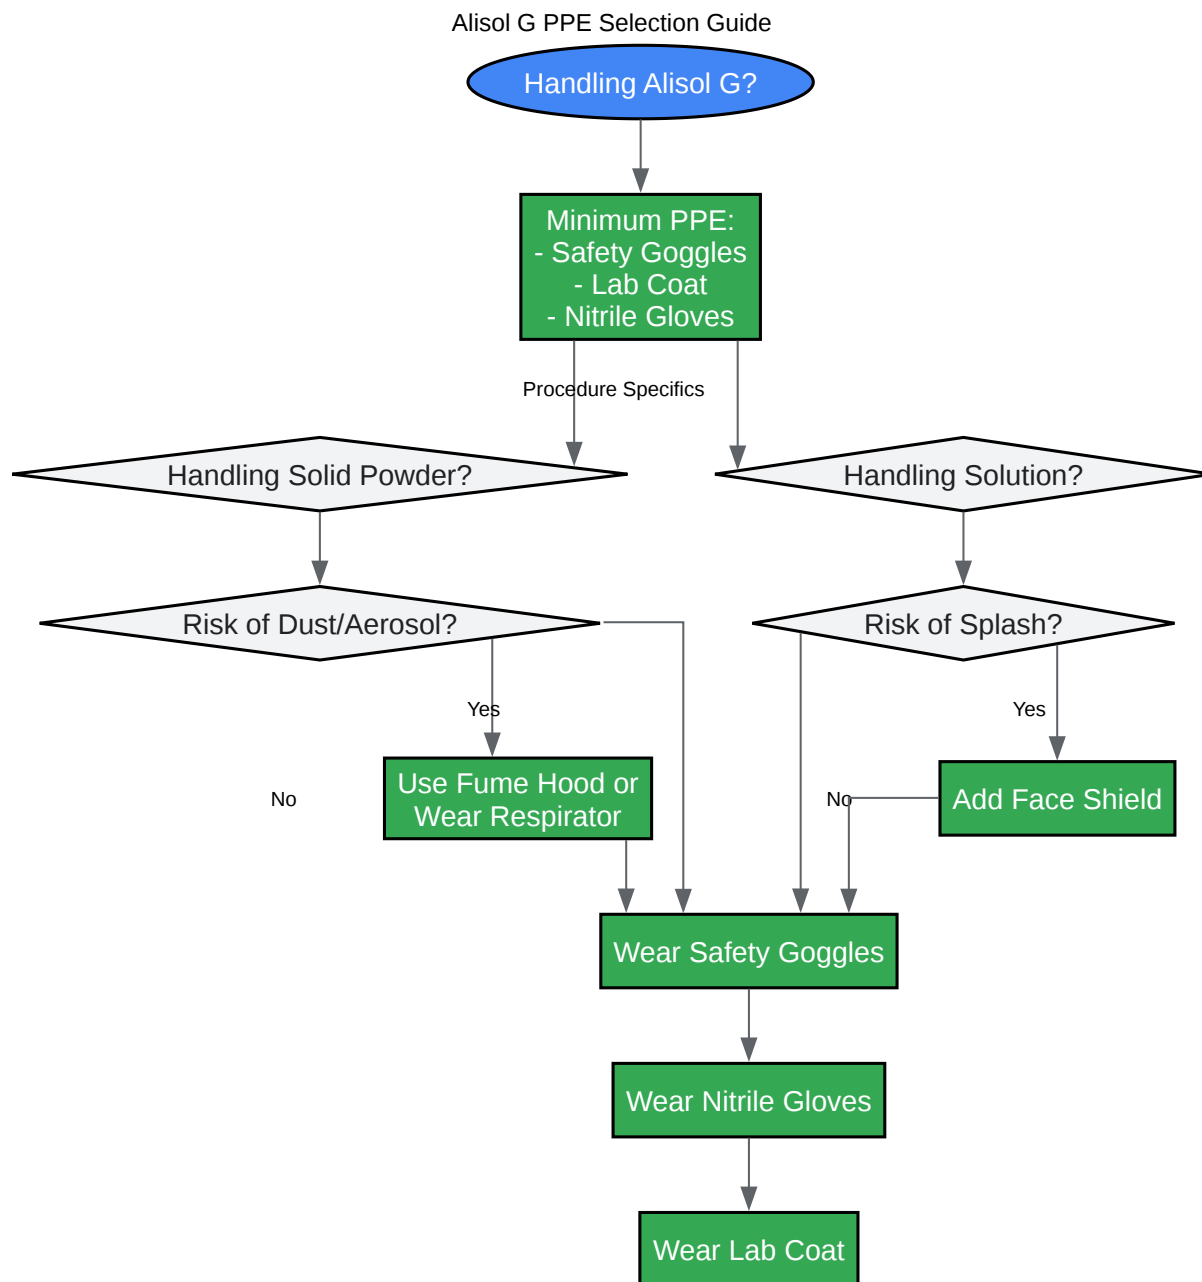 Alisol G PPE Selection Guide
Handling Alisol G?
Minimum PPE:
- Safety Goggles
- Lab Coat
- Nitrile Gloves
Procedure Specifics
Handling Solid Powder?
Handling Solution?
Risk of Dust/Aerosol?
Risk of Splash?
Yes
Yes
Use Fume Hood or
Wear Respirator
No
No
Add Face Shield
Wear Safety Goggles
Wear Nitrile Gloves
Wear Lab Coat